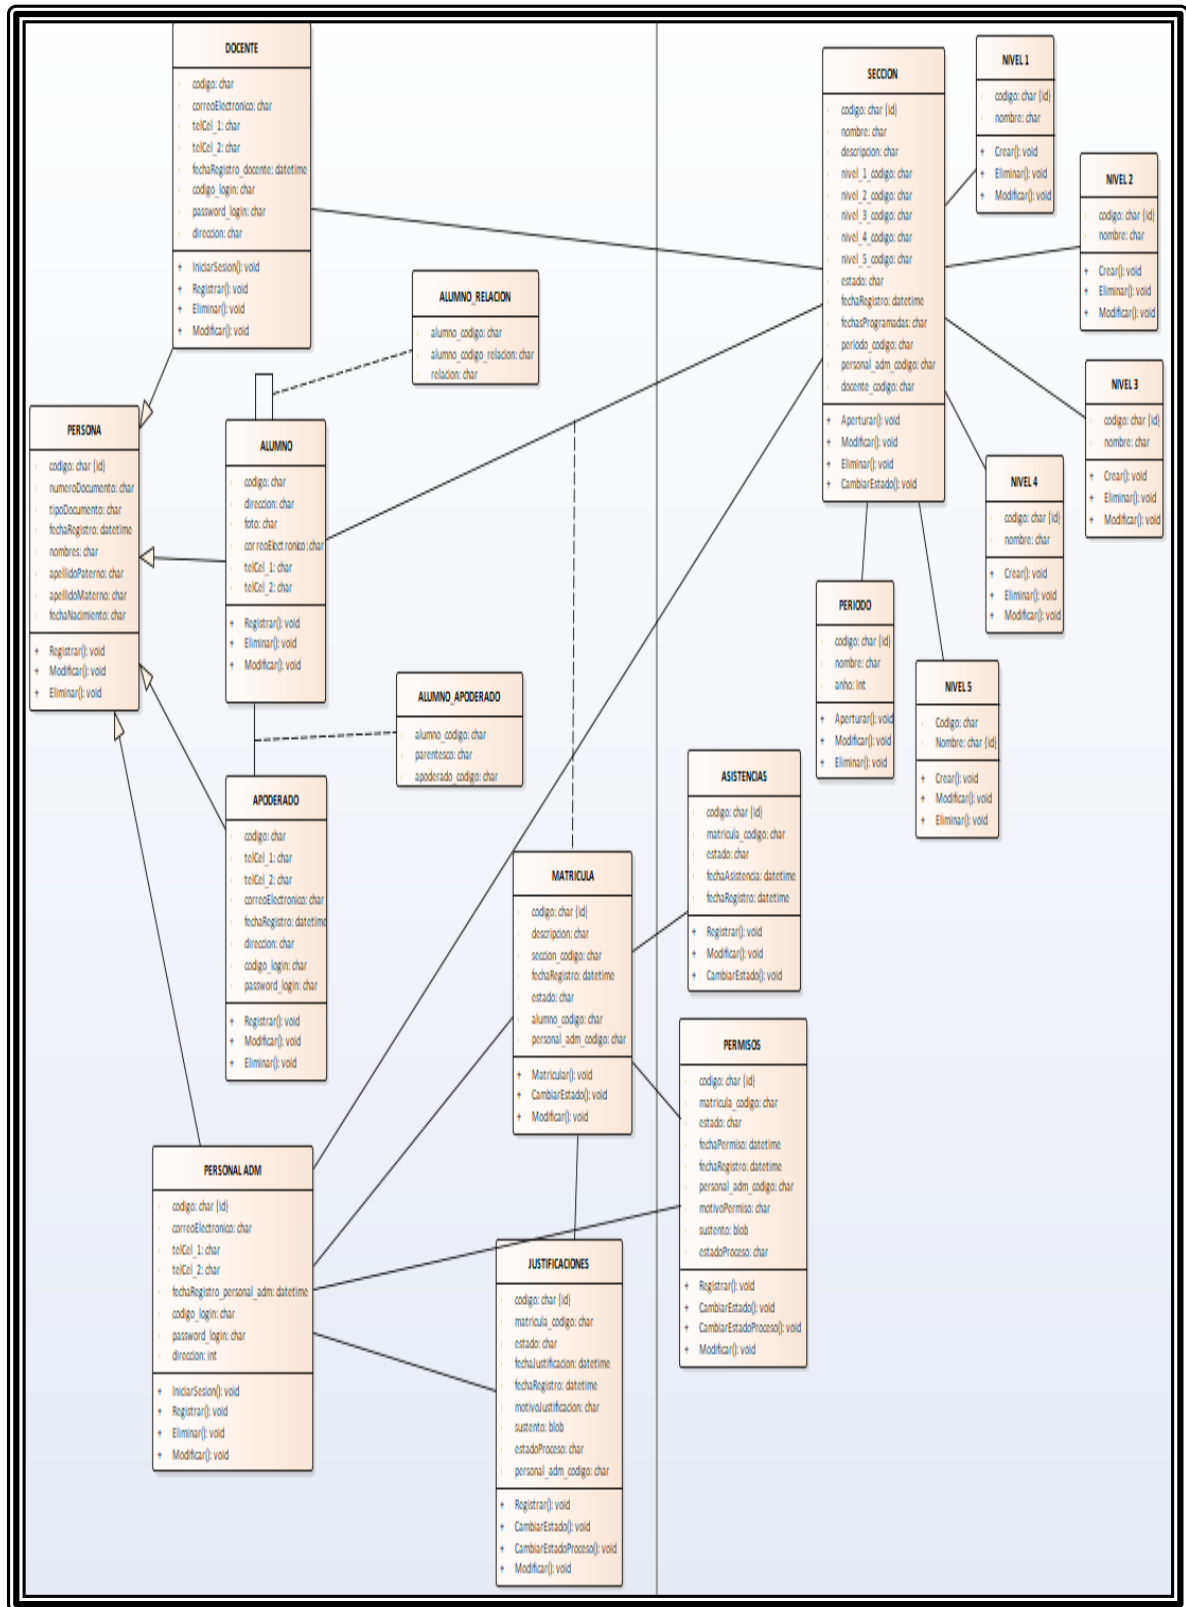 DOCENTE
codigo: char
correoElectronico: char
telCel_1: char
telCel_2: char
fechaRegistro_docente: datetime
codigo_login: char
password_login: char
direccion: char
+ IniciarSesion(): void
+ Registrar(): void
+ Eliminar(): void
+ Modificar(): void
SECCION
codigo: char {id}
nombre: char
descripcion: char
nivel_1_codigo: char
nivel_2_codigo: char
nivel_3_codigo: char
nivel_4_codigo: char
nivel_5_codigo: char
estado: char
fechaRegistro: datetime
fechasProgramadas: char
periodo_codigo: char
personal_adm_codigo: char
docente_codigo: char
+ Aperturar(): void
+ Modificar(): void
+ Eliminar(): void
+ CambiarEstado(): void
NIVEL 1
codigo: char {id}
nombre: char
+ Crear(): void
+ Eliminar(): void
+ Modificar(): void
NIVEL 2
codigo: char {id}
nombre: char
+ Crear(): void
+ Eliminar(): void
+ Modificar(): void
ALUMNO_RELACION
alumno_codigo: char
alumno_codigo_relacion: char
relacion: char
NIVEL 3
codigo: char {id}
nombre: char
+ Crear(): void
+ Eliminar(): void
+ Modificar(): void
PERSONA
codigo: char {id}
numeroDocumento: char
tipoDocumento: char
fechaRegistro: datetime
nombres: char
apellidoPaterno: char
apellidoMaterno: char
fechaNacimiento: char
+ Registrar(): void
+ Modificar(): void
+ Eliminar(): void
ALUMNO
codigo: char
direccion: char
foto: char
correoElectronico: char
telCel_1: char
telCel_2: char
+ Registrar(): void
+ Eliminar(): void
+ Modificar(): void
NIVEL 4
codigo: char {id}
nombre: char
+ Crear(): void
+ Eliminar(): void
+ Modificar(): void
PERIODO
codigo: char {id}
nombre: char
anho: int
+ Aperturar(): void
+ Modificar(): void
+ Eliminar(): void
NIVEL 5
Codigo: char
Nombre: char {id}
+ Crear(): void
+ Modificar(): void
+ Eliminar(): void
ALUMNO_APODERADO
alumno_codigo: char
parentesco: char
apoderado_codigo: char
APODERADO
codigo: char
telCel_1: char
telCel_2: char
correoElectronico: char
fechaRegistro: datetime
direccion: char
codigo_login: char
password_login: char
+ Registrar(): void
+ Modificar(): void
+ Eliminar(): void
ASISTENCIAS
codigo: char {id}
matricula_codigo: char
estado: char
fechaAsistencia: datetime
fechaRegistro: datetime
+ Registrar(): void
+ Modificar(): void
+ CambiarEstado(): void
MATRICULA
codigo: char {id}
descripcion: char
seccion_codigo: char
fechaRegistro: datetime
estado: char
alumno_codigo: char
personal_adm_codigo: char
+ Matricular(): void
+ CambiarEstado(): void
+ Modificar(): void
PERMISOS
codigo: char {id}
matricula_codigo: char
estado: char
fechaPermiso: datetime
fechaRegistro: datetime
personal_adm_codigo: char
motivoPermiso: char
sustento: blob
estadoProceso: char
+ Registrar(): void
+ CambiarEstado(): void
+ CambiarEstadoProceso(): void
+ Modificar(): void
PERSONAL ADM
codigo: char {id}
correoElectronico: char
telCel_1: char
telCel_2: char
fechaRegistro_personal_adm: datetime
codigo_login: char
password_login: char
direccion: int
+ IniciarSesion(): void
+ Registrar(): void
+ Eliminar(): void
+ Modificar(): void
JUSTIFICACIONES
codigo: char {id}
matricula_codigo: char
estado: char
fechaJustificacion: datetime
fechaRegistro: datetime
motivoJustificacion: char
sustento: blob
estadoProceso: char
personal_adm_codigo: char
+ Registrar(): void
+ CambiarEstado(): void
+ CambiarEstadoProceso(): void
+ Modificar(): void